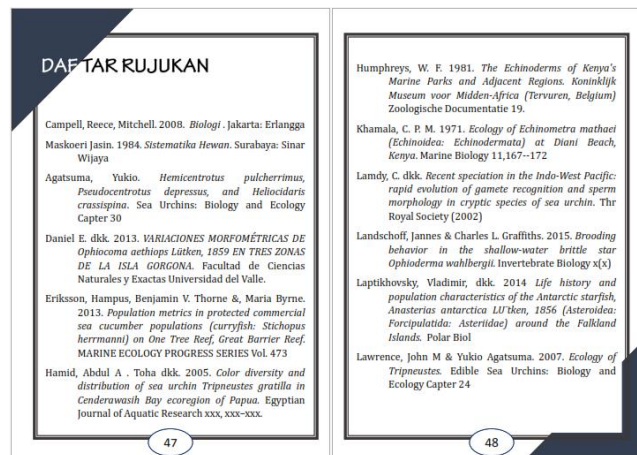 DAFTAR RUJUKAN
Campell, Reece, Mitchell. 2008. Biologi . Jakarta: Erlangga
Maskoeri Jasin. 1984. Sistematika Hewan. Surabaya: Sinar
Wijaya
Agatsuma, Yukio. Hemicentrotus pulcherrimus,
Pseudocentrotus depressus, and Heliocidaris
crassispina. Sea Urchins: Biology and Ecology
Capter 30
Daniel E. dkk. 2013. VARIACIONES MORFOMÉTRICAS DE
Ophiocoma aethiops Lütken, 1859 EN TRES ZONAS
DE LA ISLA GORGONA. Facultad de Ciencias
Naturales y Exactas Universidad del Valle.
Eriksson, Hampus, Benjamin V. Thorne &, Maria Byrne.
2013. Population metrics in protected commercial
sea cucumber populations (curryfish: Stichopus
herrmanni) on One Tree Reef, Great Barrier Reef.
MARINE ECOLOGY PROGRESS SERIES Vol. 473
Hamid, Abdul A . Toha dkk. 2005. Color diversity and
distribution of sea urchin Tripneustes gratilla in
Cenderawasih Bay ecoregion of Papua. Egyptian
Journal of Aquatic Research xxx, xxx–xxx.
47
Humphreys, W. F. 1981. The Echinoderms of Kenya's
Marine Parks and Adjacent Regions. Koninklijk
Museum voor Midden-Africa (Tervuren, Belgium)
Zoologische Documentatie 19.
Khamala, C. P. M. 1971. Ecology of Echinometra mathaei
(Echinoidea: Echinodermata) at Diani Beach,
Kenya. Marine Biology 11,167--172
Lamdy, C. dkk. Recent speciation in the Indo-West Pacific:
rapid evolution of gamete recognition and sperm
morphology in cryptic species of sea urchin. Thr
Royal Society (2002)
Landschoff, Jannes & Charles L. Graffiths. 2015. Brooding
behavior in the shallow-water brittle star
Ophioderma wahlbergii. Invertebrate Biology x(x)
Laptikhovsky, Vladimir, dkk. 2014 Life history and
population characteristics of the Antarctic starfish,
Anasterias antarctica LU¨tken, 1856 (Asteroidea:
Forcipulatida: Asteriidae) around the Falkland
Islands. Polar Biol
Lawrence, John M & Yukio Agatsuma. 2007. Ecology of
Tripneustes. Edible Sea Urchins: Biology and
Ecology Capter 24
48